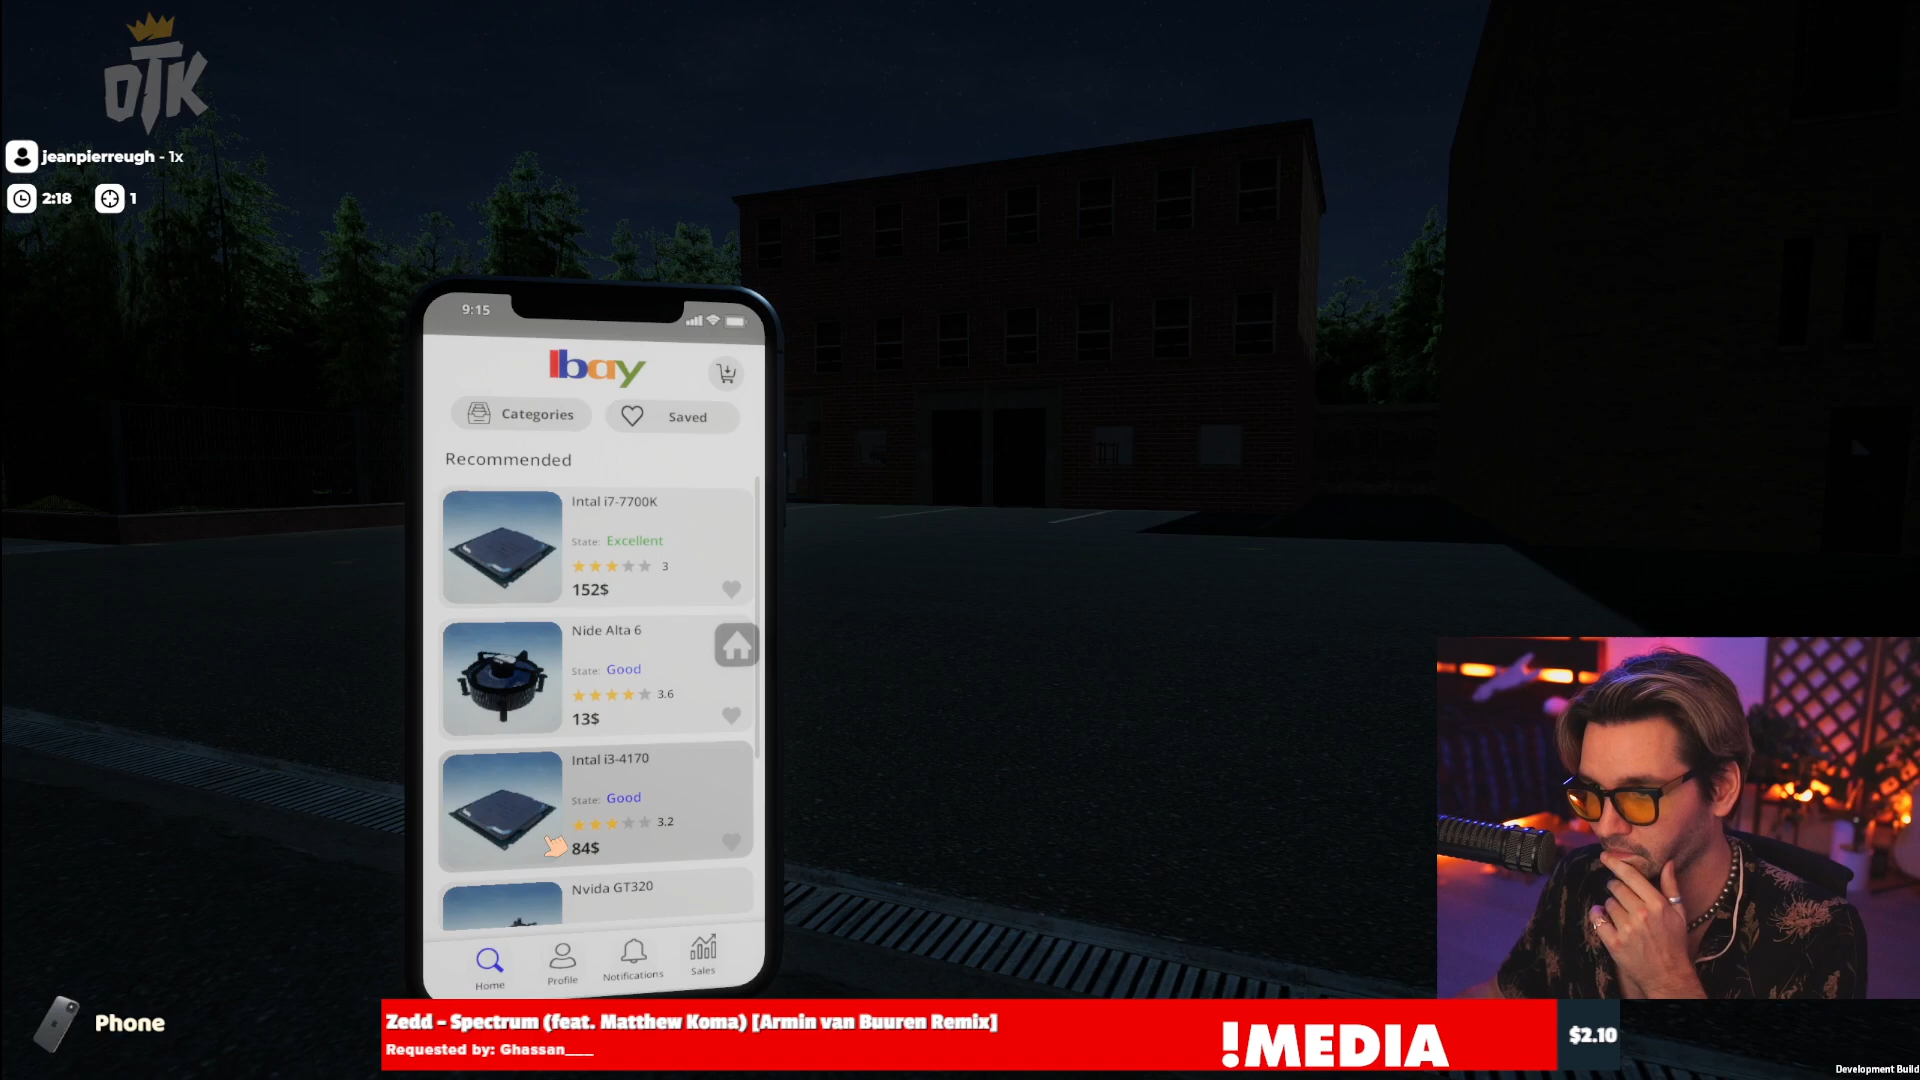 OTK
jeanpierreugh - 1x
2:18
1
9:15
lbay
Categories
Saved
Recommended
Intal i7-7700K
State: Excellent
3
152$
Nide Alta 6
State: Good
3.6
13$
Intal i3-4170
State: Good
3.2
84$
Nvida GT320
Home
Profile
Notifications
Sales
Phone
Zedd - Spectrum (feat. Matthew Koma) [Armin van Buuren Remix]
Requested by: Ghassan___
!MEDIA
$2.10
Development Build